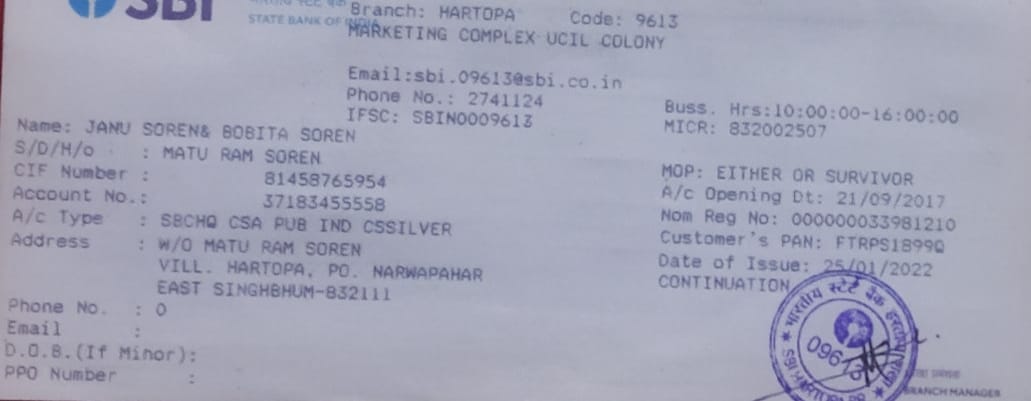 SBI
STATE BANK OF INDIA
Branch: HARTOPA Code: 9613
MARKETING COMPLEX UCIL COLONY
Email:sbi.09613@sbi.co.in
Phone No.: 2741124
IFSC: SBIN0009613
Buss. Hrs:10:00:00-16:00:00
MICR: 832002507
Name: JANU SOREN& BOBITA SOREN
S/D/H/o : MATU RAM SOREN
CIF Number : 81458765954
Account No.: 37183455558
A/c Type : SBCHQ CSA PUB IND CSSILVER
Address : W/O MATU RAM SOREN
VILL. HARTOPA, PO. NARWAPAHAR
EAST SINGHBHUM-832111
Phone No. : 0
Email :
D.O.B.(If Minor):
PPO Number :
MOP: EITHER OR SURVIVOR
A/c Opening Dt: 21/09/2017
Nom Reg No: 000000033981210
Customer's PAN: FTRPS1899Q
Date of Issue: 25/01/2022
CONTINUATION
भारतीय स्टेट बैंक
09613
SBI HARTOPA
BRANCH MANAGER